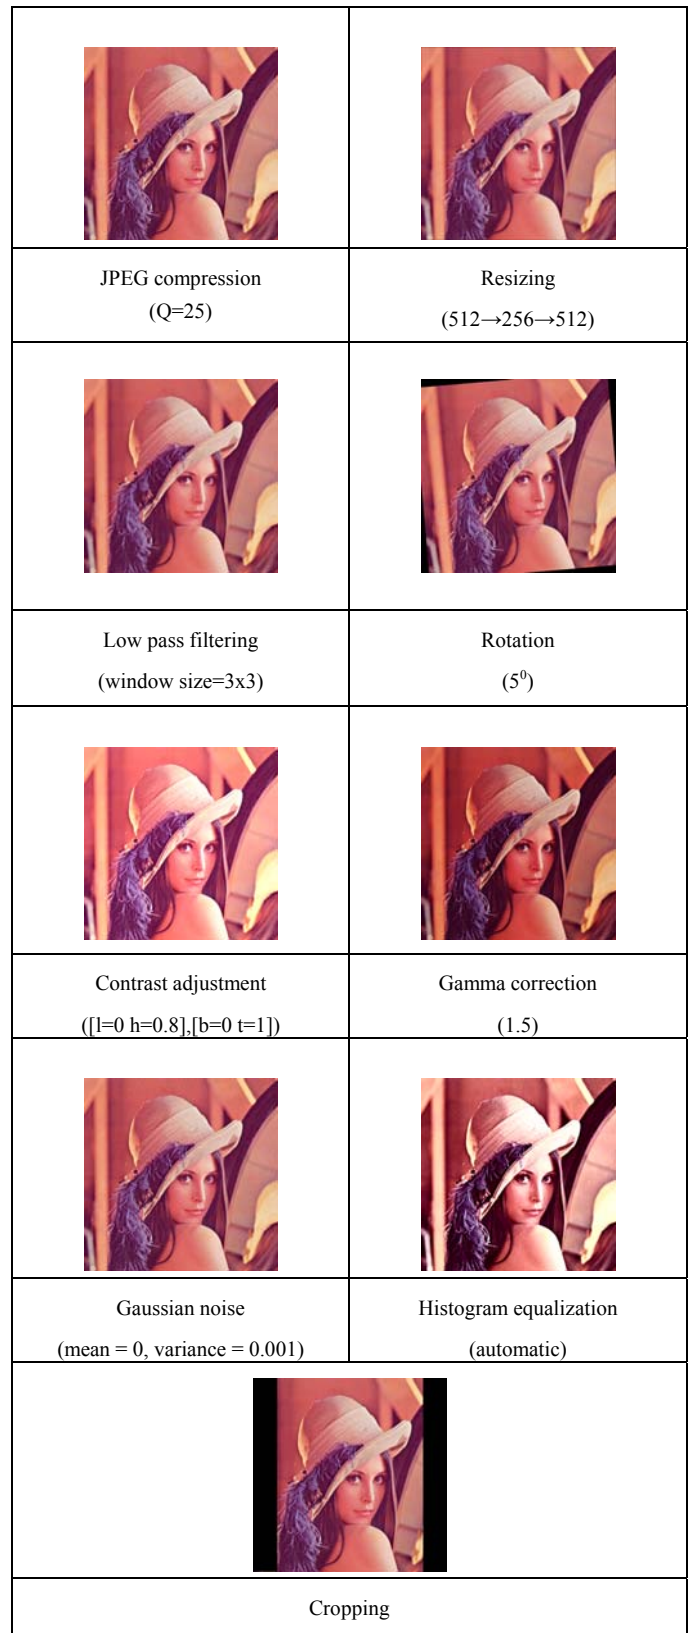 JPEG compression
(Q=25)
Resizing
(512→256→512)
Low pass filtering
(window size=3x3)
Rotation
(5⁰)
Contrast adjustment
([l=0 h=0.8],[b=0 t=1])
Gamma correction
(1.5)
Gaussian noise
(mean = 0, variance = 0.001)
Histogram equalization
(automatic)
Cropping